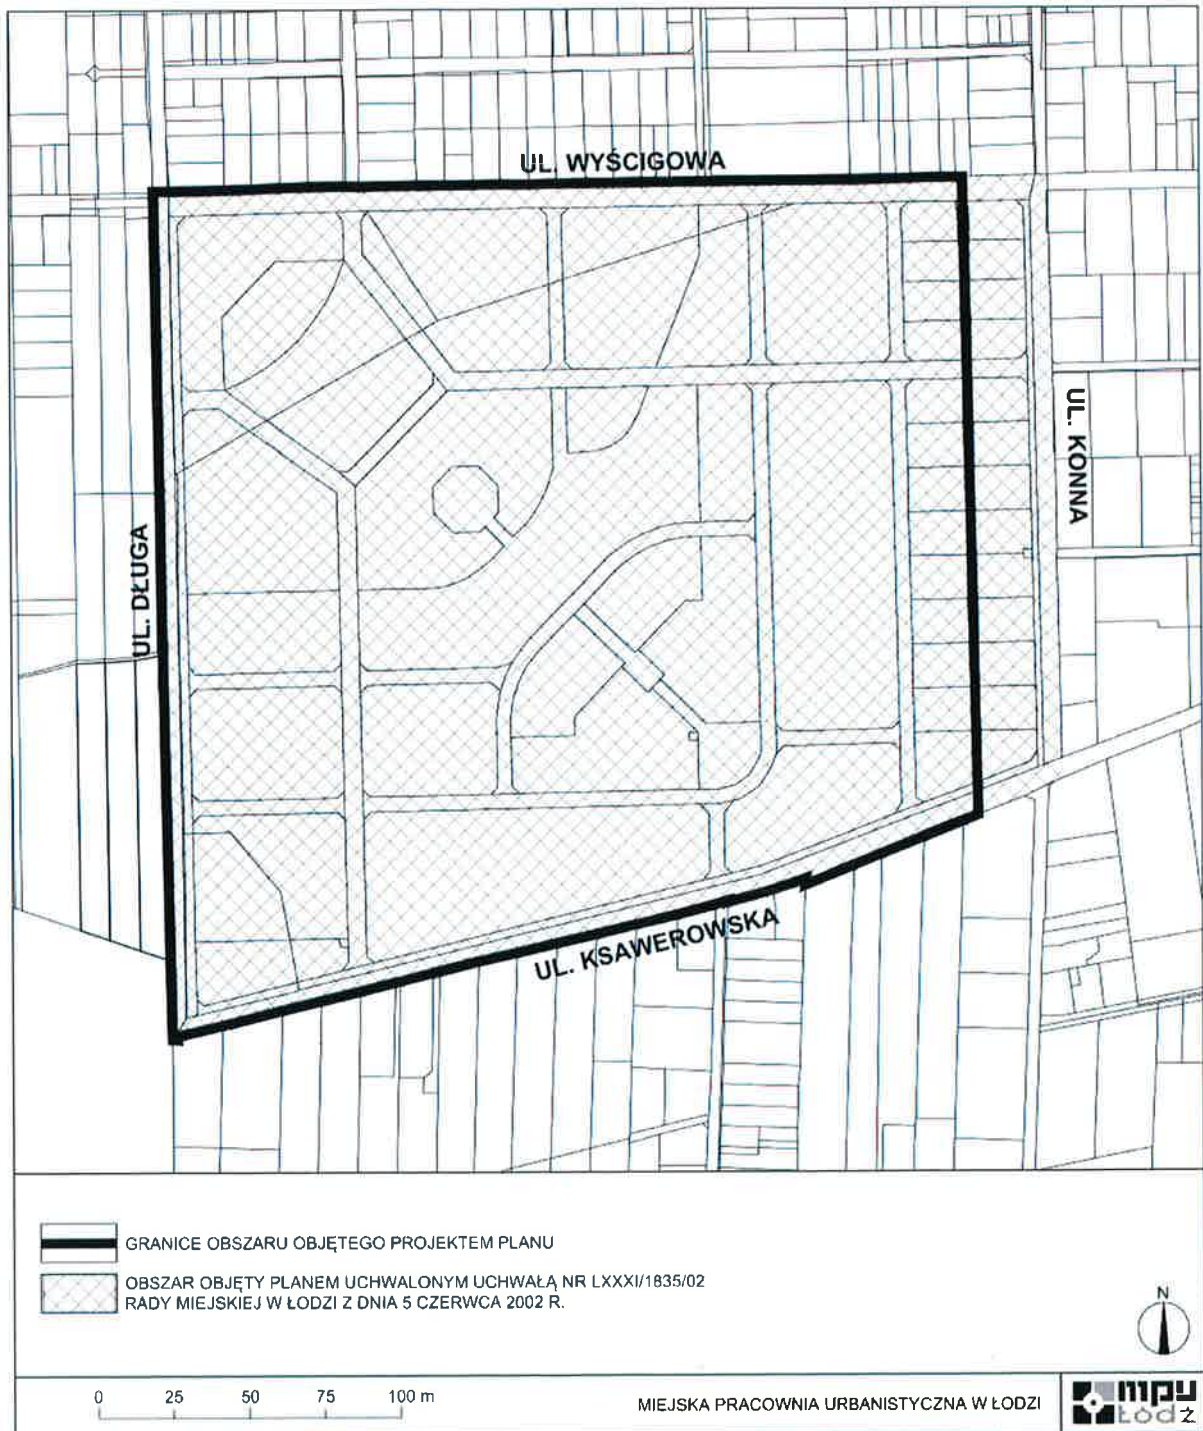 UL. WYŚCIGOWA
UL. KONNA
UL. DŁUGA
UL. KSAWEROWSKA
GRANICE OBSZARU OBJĘTEGO PROJEKTEM PLANU
OBSZAR OBJĘTY PLANEM UCHWALONYM UCHWAŁĄ NR LXXXI/1835/02
RADY MIEJSKIEJ W ŁODZI Z DNIA 5 CZERWCA 2002 R.
N
0 25 50 75 100 m
MIEJSKA PRACOWNIA URBANISTYCZNA W ŁODZI
mpu
Łódź